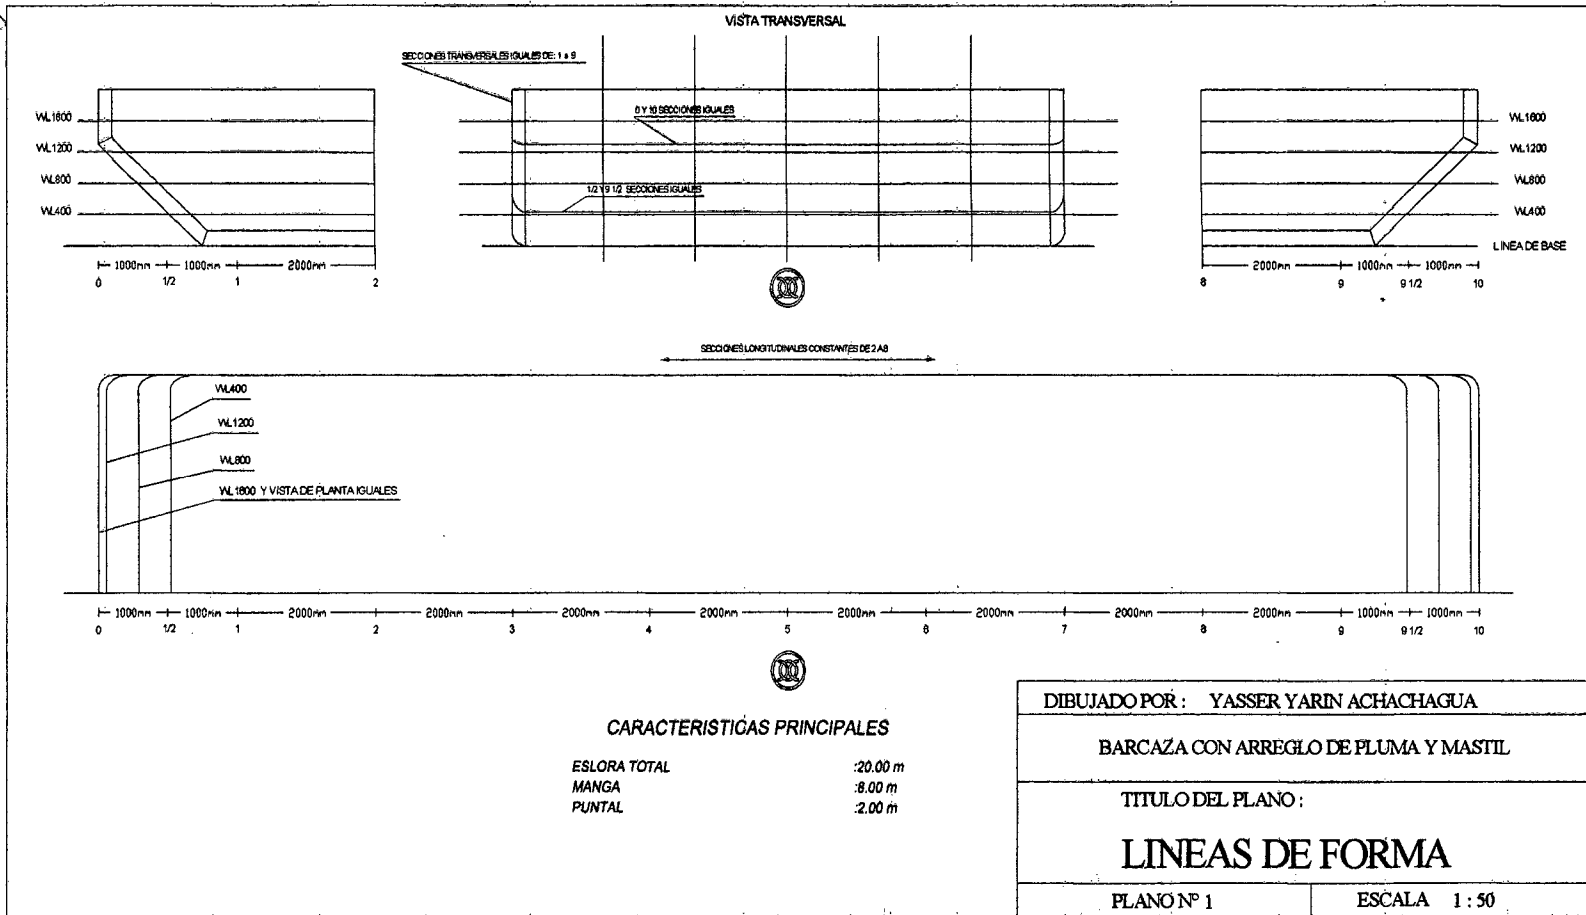 VISTA TRANSVERSAL
SECCIONES TRANSVERSALES IGUALES DE: 1 a 9
0 Y 10 SECCIONES IGUALES
1/2 Y 9 1/2 SECCIONES IGUALES
WL1600
WL1200
WL800
WL400
WL1600
WL1200
WL800
WL400
LINEA DE BASE
1000mm 1000mm 2000mm
0 1/2 1 2
2000mm 1000mm 1000mm
8 9 9 1/2 10
SECCIONES LONGITUDINALES CONSTANTES DE 2 A 8
WL400
WL1200
WL800
WL 1600 Y VISTA DE PLANTA IGUALES
1000mm 1000mm 2000mm 2000mm 2000mm 2000mm 2000mm 2000mm 2000mm 2000mm 1000mm 1000mm
0 1/2 1 2 3 4 5 6 7 8 9 9 1/2 10
CARACTERISTICAS PRINCIPALES
ESLORA TOTAL :20.00 m
MANGA :8.00 m
PUNTAL :2.00 m
DIBUJADO POR : YASSER YARIN ACHACHAGUA
BARCAZA CON ARREGLO DE PLUMA Y MASTIL
TITULO DEL PLANO :
LINEAS DE FORMA
PLANO Nº 1 ESCALA 1 : 50